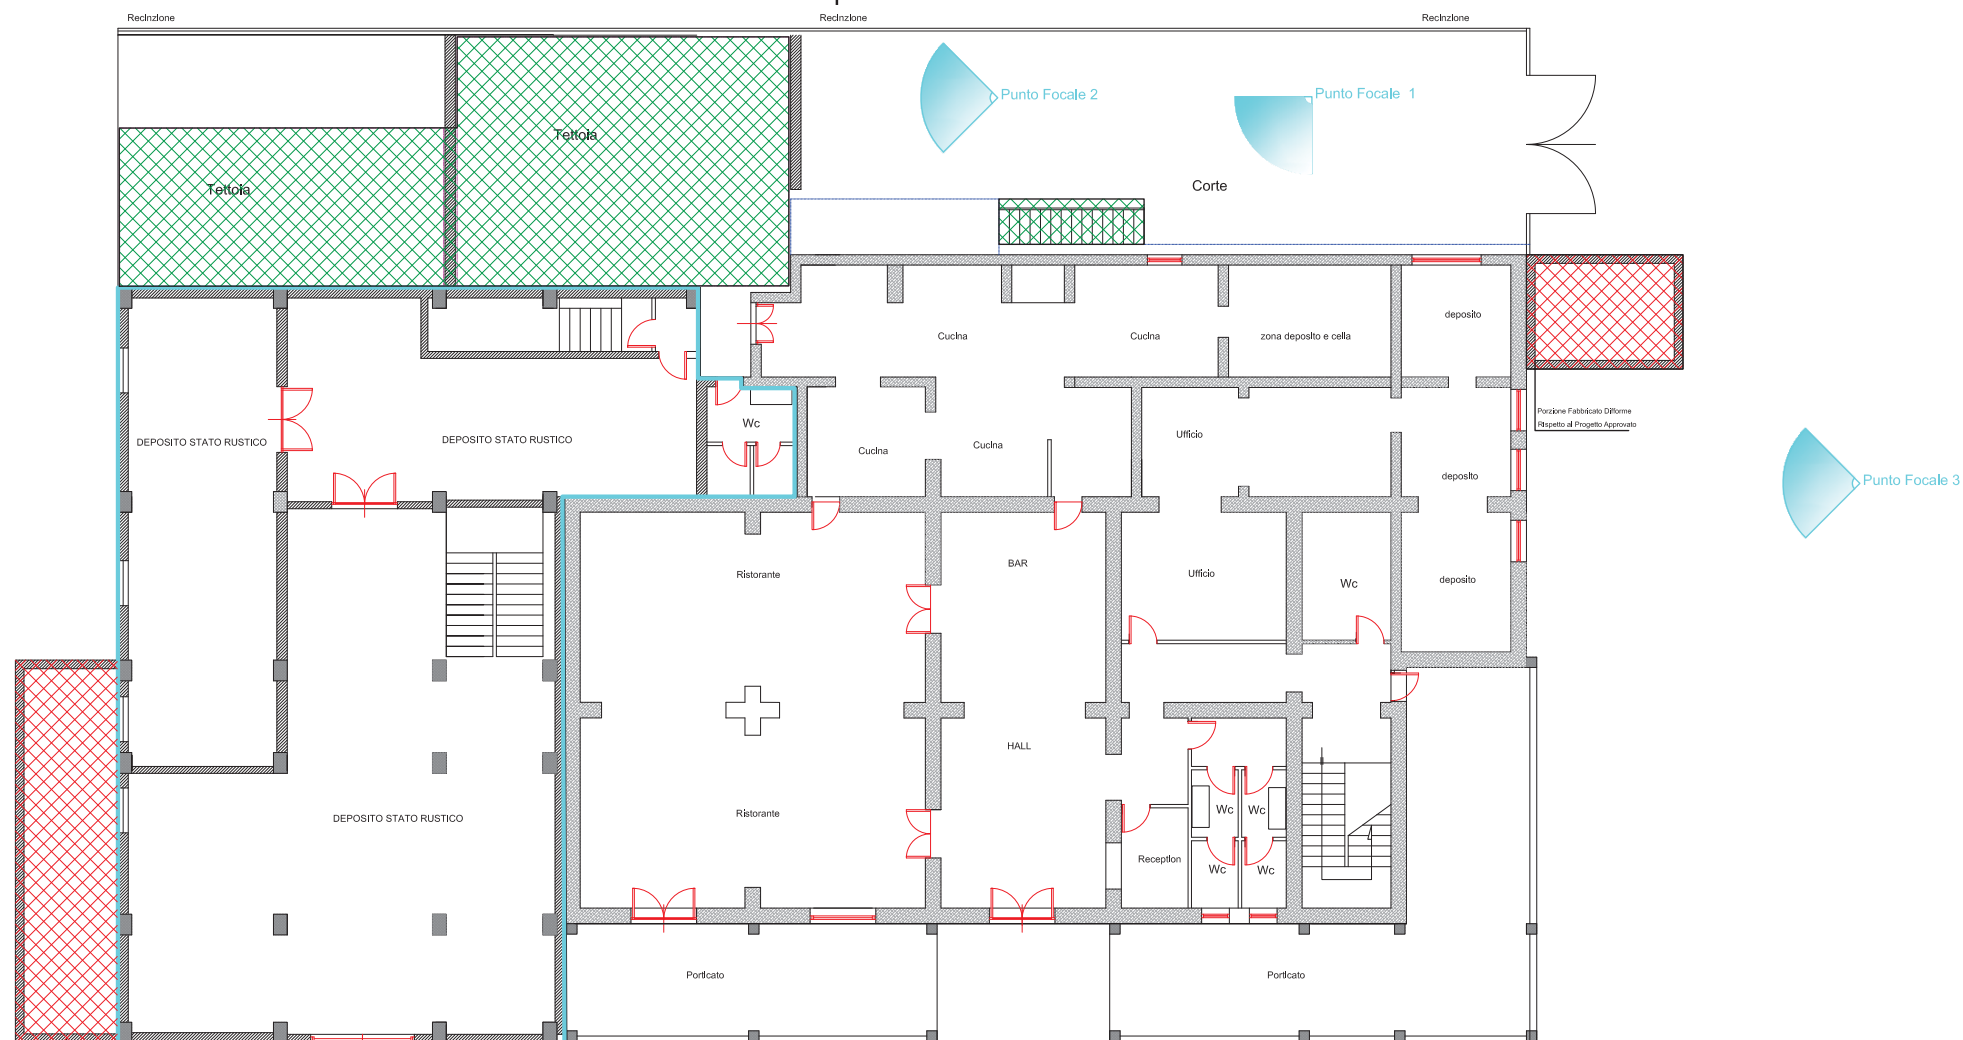 Recinzione
Recinzione
Recinzione
Punto Focale 2
Punto Focale 1
Tettoia
Tettoia
Corte
deposito
Cucina
Cucina
zona deposito e cella
Porzione Fabbricato Difforme
Rispetto al Progetto Approvato
Wc
Ufficio
DEPOSITO STATO RUSTICO
DEPOSITO STATO RUSTICO
Cucina
Cucina
deposito
Punto Focale 3
BAR
Ristorante
Ufficio
Wc
deposito
HALL
Ristorante
DEPOSITO STATO RUSTICO
Wc
Wc
Reception
Wc
Wc
Porticato
Porticato